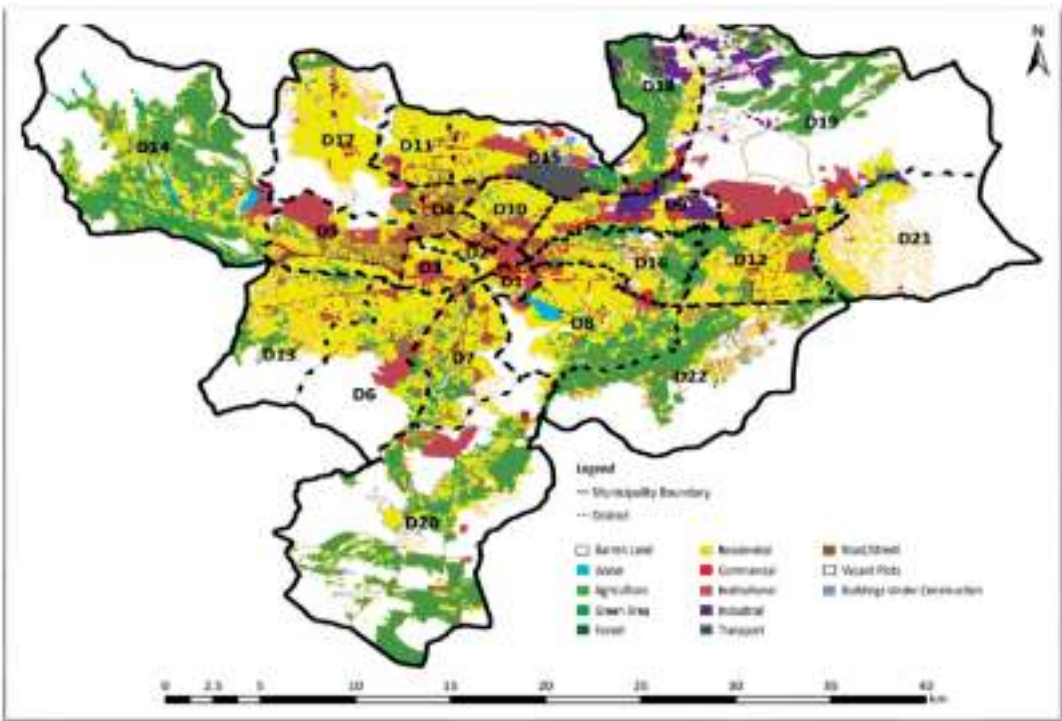 N
D18
D19
D14
D17
D11
D15
D4
D10
D9
D5
D2
D21
D3
D1
D16
D12
D8
D13
D7
D22
D6
D20
Legend
Municipality Boundary
District
Barren Land
Residential
Road/Street
Water
Commercial
Vacant Plots
Agriculture
Institutional
Buildings Under Construction
Green Area
Industrial
Forest
Transport
0 2.5 5 10 15 20 25 30 35 42
km